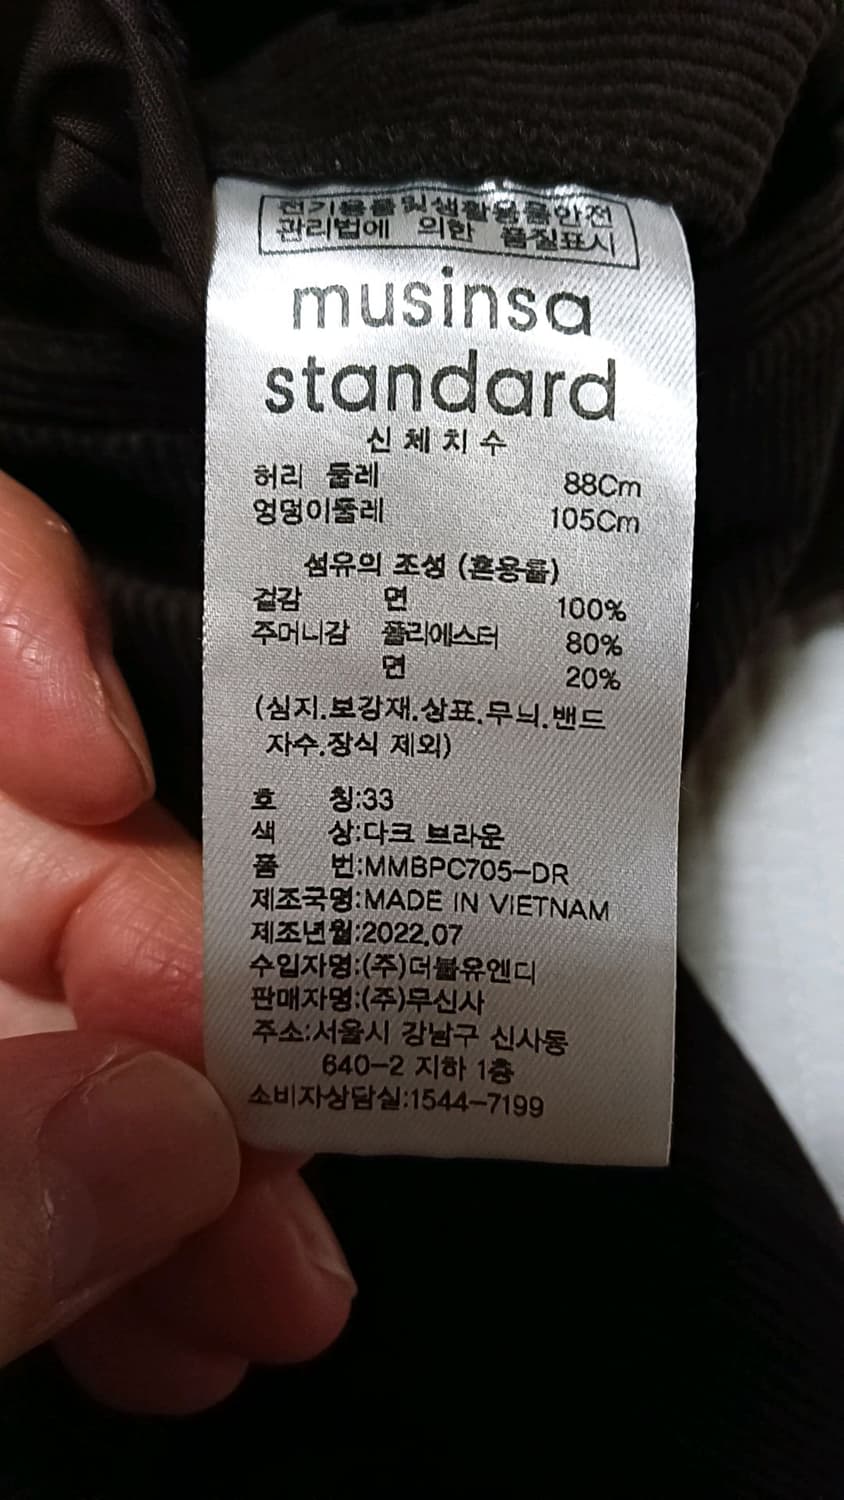 전기용품및생활용품안전
관리법에 의한 품질표시
musinsa
standard
신체치수
허리 둘레 88Cm
엉덩이둘레 105Cm
섬유의 조성 (혼용률)
겉감 면 100%
주머니감 폴리에스터 80%
면 20%
(심지.보강재.상표.무늬.밴드
자수.장식 제외)
호 칭:33
색 상:다크 브라운
품 번:MMBPC705-DR
제조국명:MADE IN VIETNAM
제조년월:2022.07
수입자명:(주)더블유엔디
판매자명:(주)무신사
주소:서울시 강남구 신사동
640-2 지하 1층
소비자상담실:1544-7199